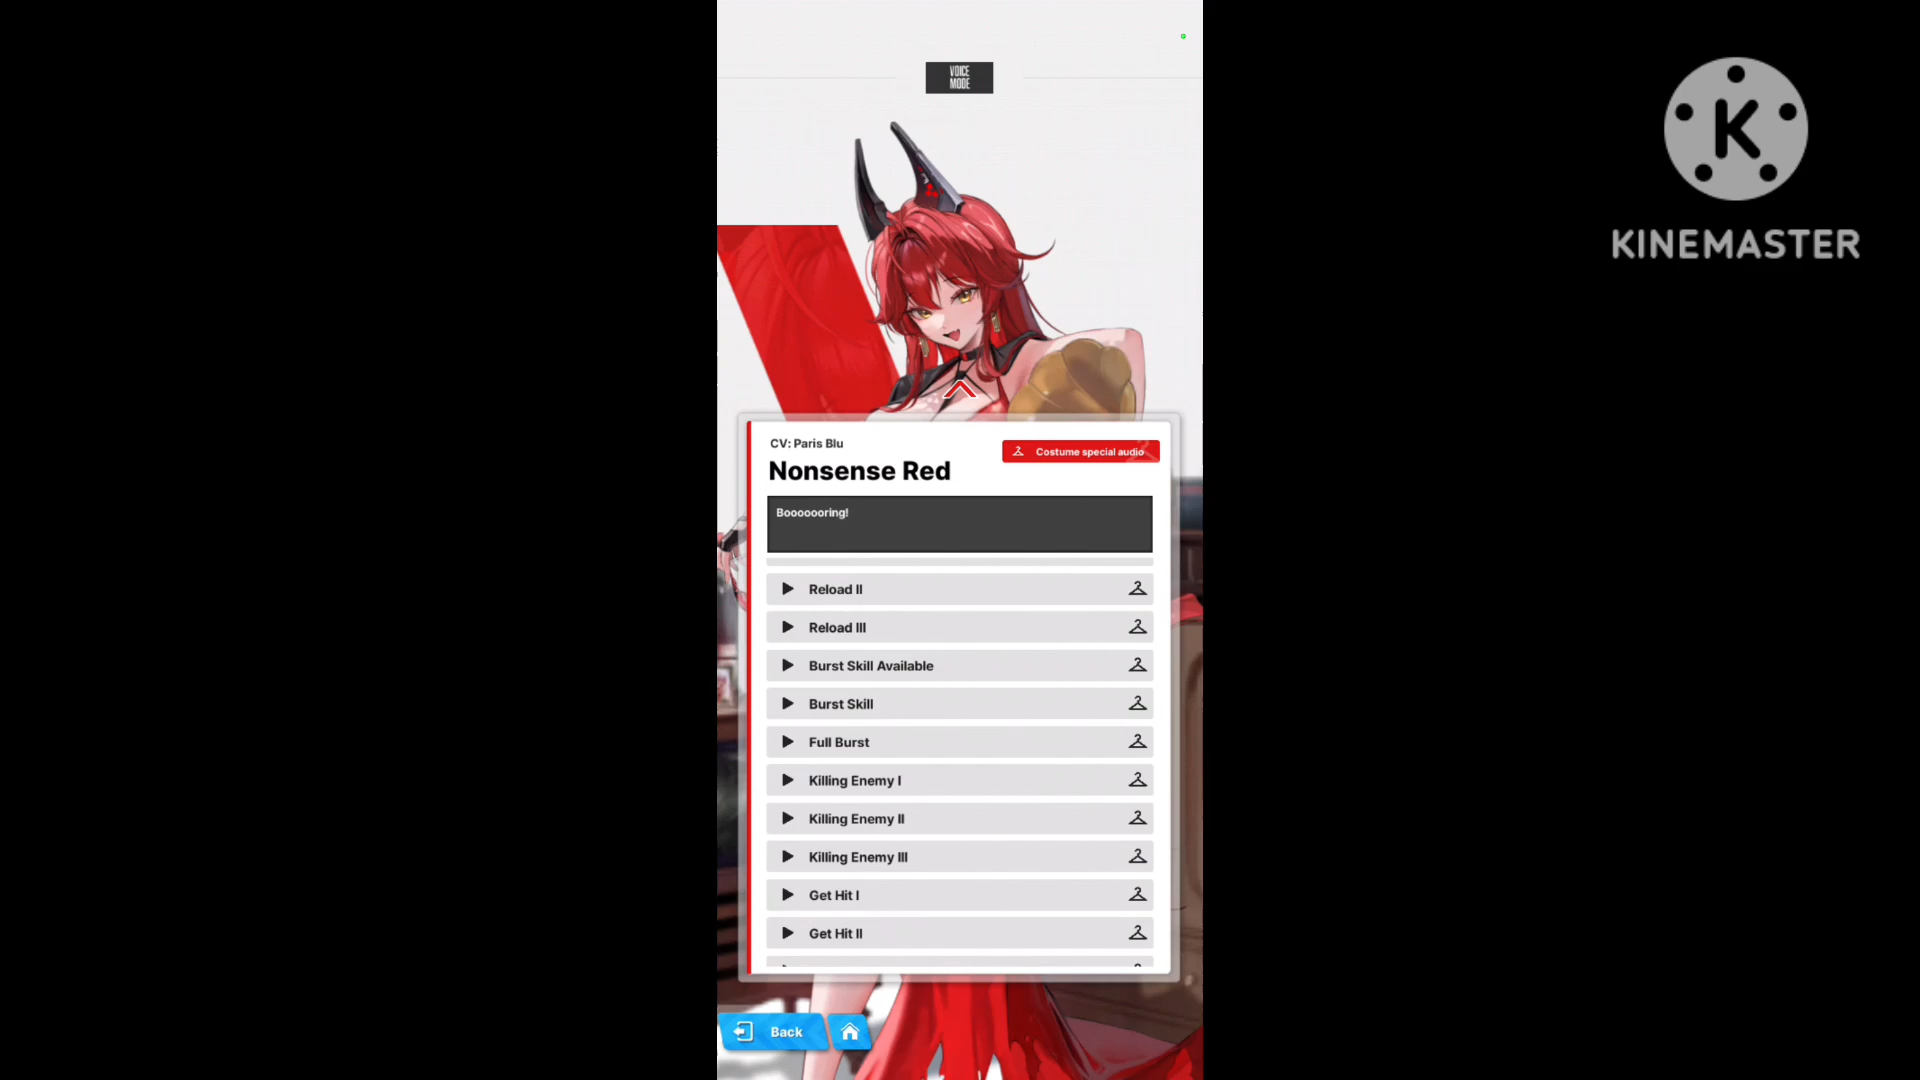 VOICE
MODE
K
KINEMASTER
CV: Paris Blu
Costume special audio
Nonsense Red
Booooooring!
Reload II
Reload III
Burst Skill Available
Burst Skill
Full Burst
Killing Enemy I
Killing Enemy II
Killing Enemy III
Get Hit I
Get Hit II
Back